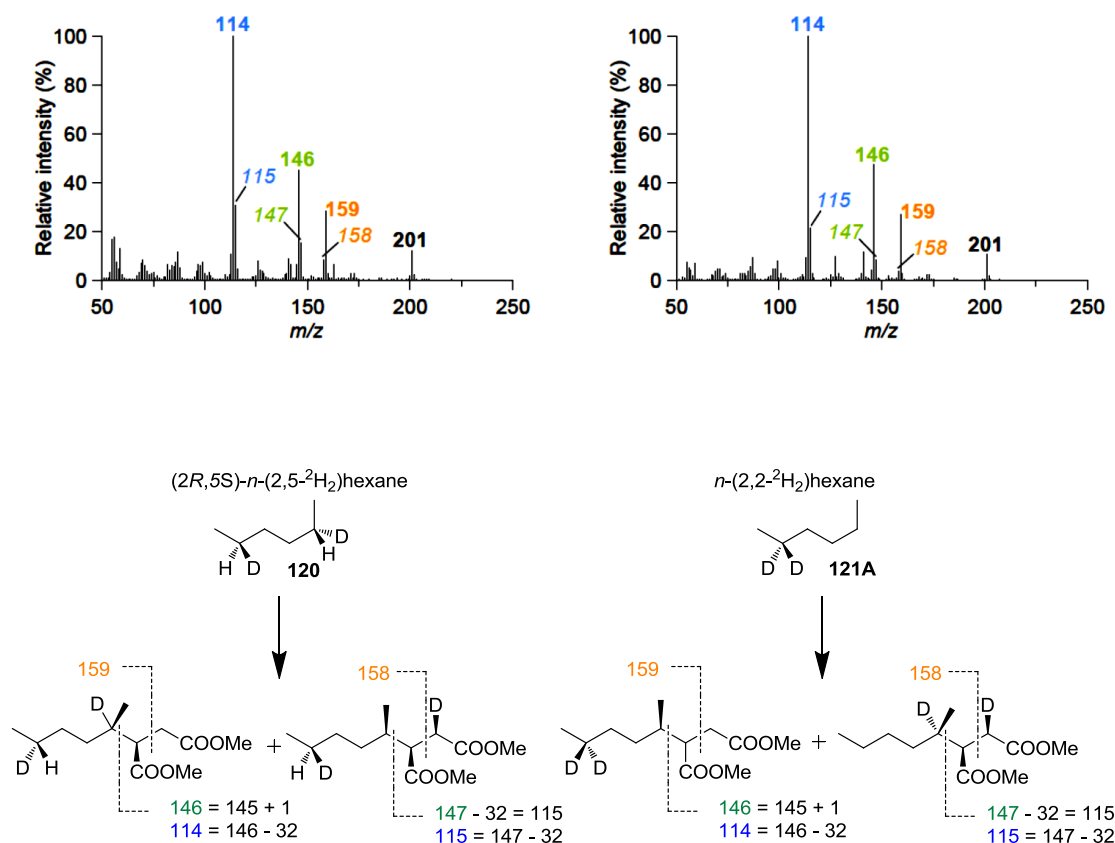 114
100
80
60
40
20
0
Relative intensity (%)
115
146
147
159
158
201
50
100
150
200
250
m/z
114
100
80
60
40
20
0
Relative intensity (%)
115
146
147
159
158
201
50
100
150
200
250
m/z
(2R,5S)-n-(2,5-²H₂)hexane
H D
D
H
120
n-(2,2-²H₂)hexane
D D
121A
159
D
D H
COOMe
COOMe
146 = 145 + 1
114 = 146 - 32
+
158
D
H D
COOMe
COOMe
147 - 32 = 115
115 = 147 - 32
159
D D
COOMe
COOMe
146 = 145 + 1
114 = 146 - 32
+
158
D
D
COOMe
COOMe
147 - 32 = 115
115 = 147 - 32